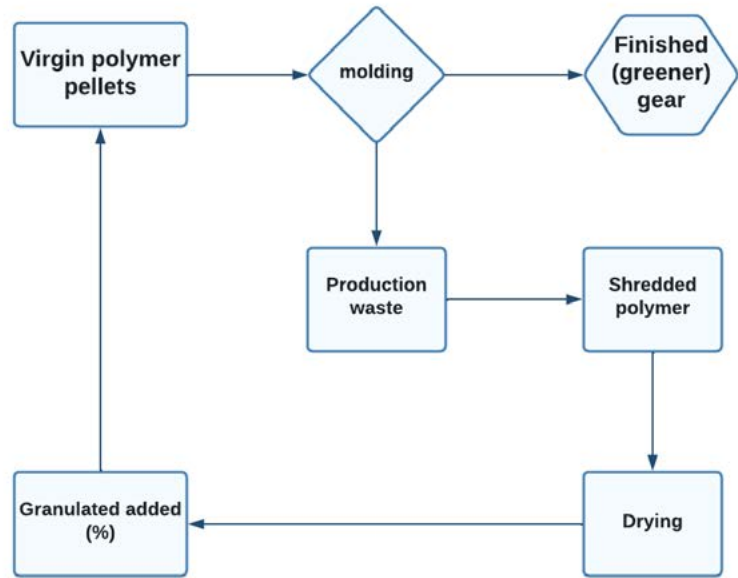 Virgin polymer
pellets
molding
Finished
(greener)
gear
Production
waste
Shredded
polymer
Granulated added
(%)
Drying